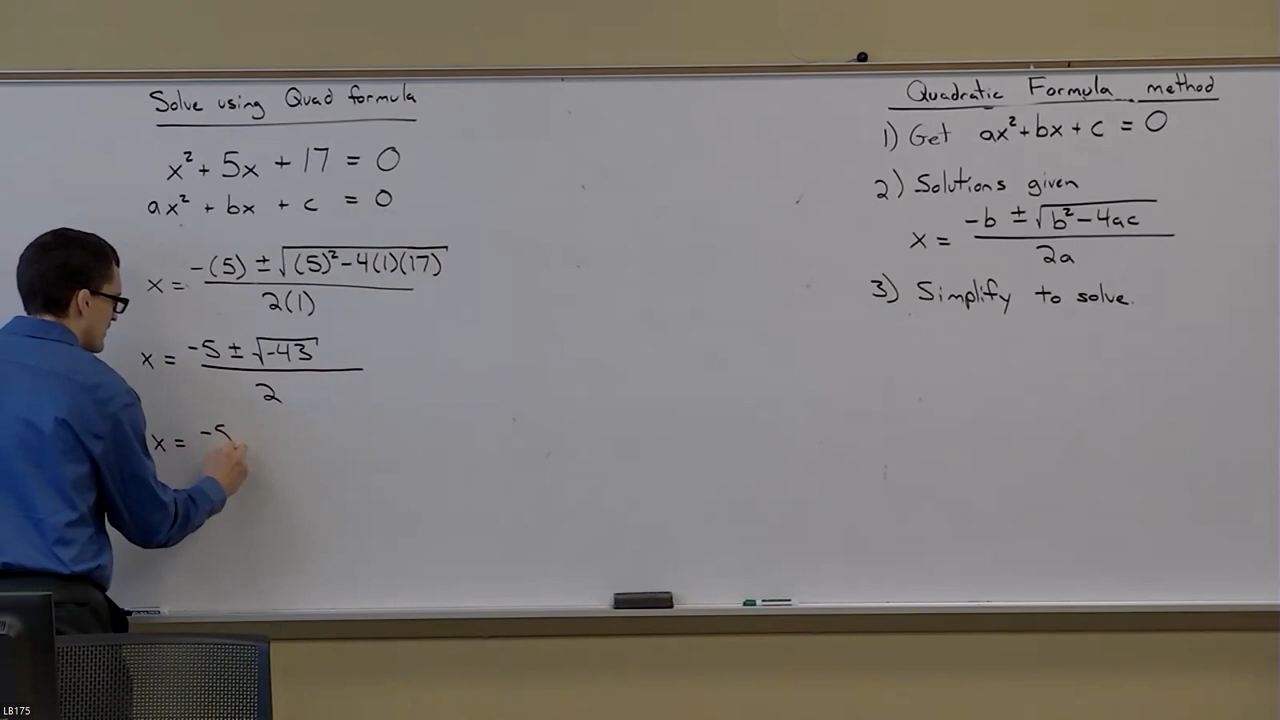 Solve using Quad formula
x² + 5x + 17 = 0
ax² + bx + c = 0
x = -(5) ± √(5)² - 4(1)(17)
2(1)
x = -5 ± √-43
2
x = -5
Quadratic Formula method
1) Get ax² + bx + c = 0
2) Solutions given
x = -b ± √b² - 4ac
2a
3) Simplify to solve.
LB175